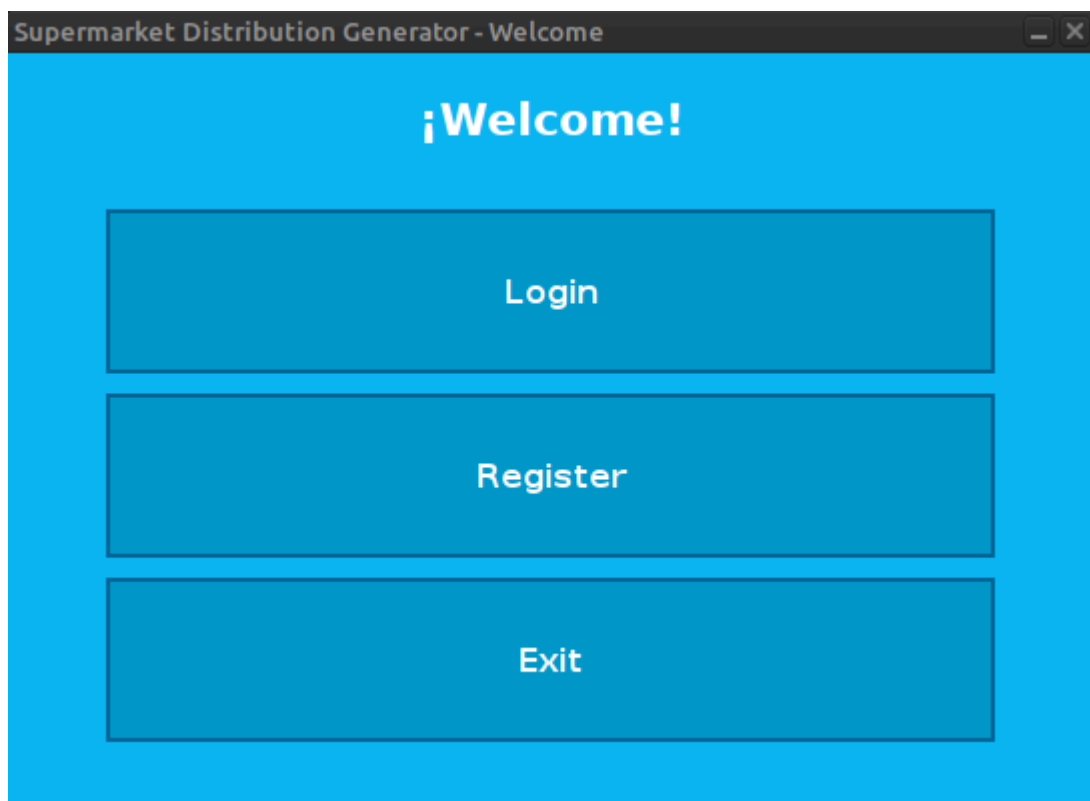 Supermarket Distribution Generator - Welcome
¡Welcome!
Login
Register
Exit